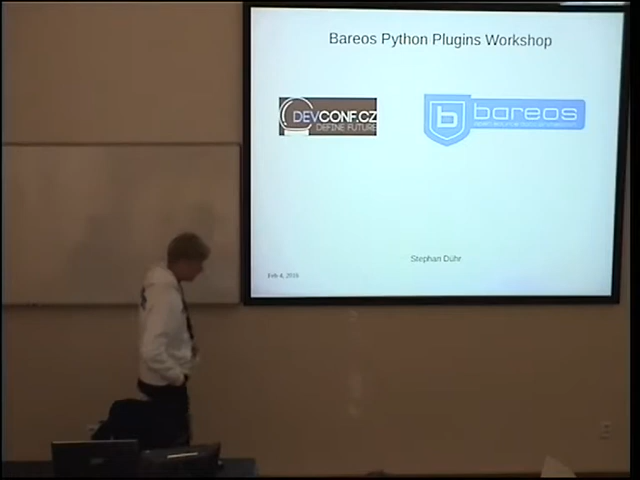 Bareos Python Plugins Workshop
DEVCONF.CZ
DEFINE FUTURE
b bareos
Stephan Dühr
Feb 4, 2016